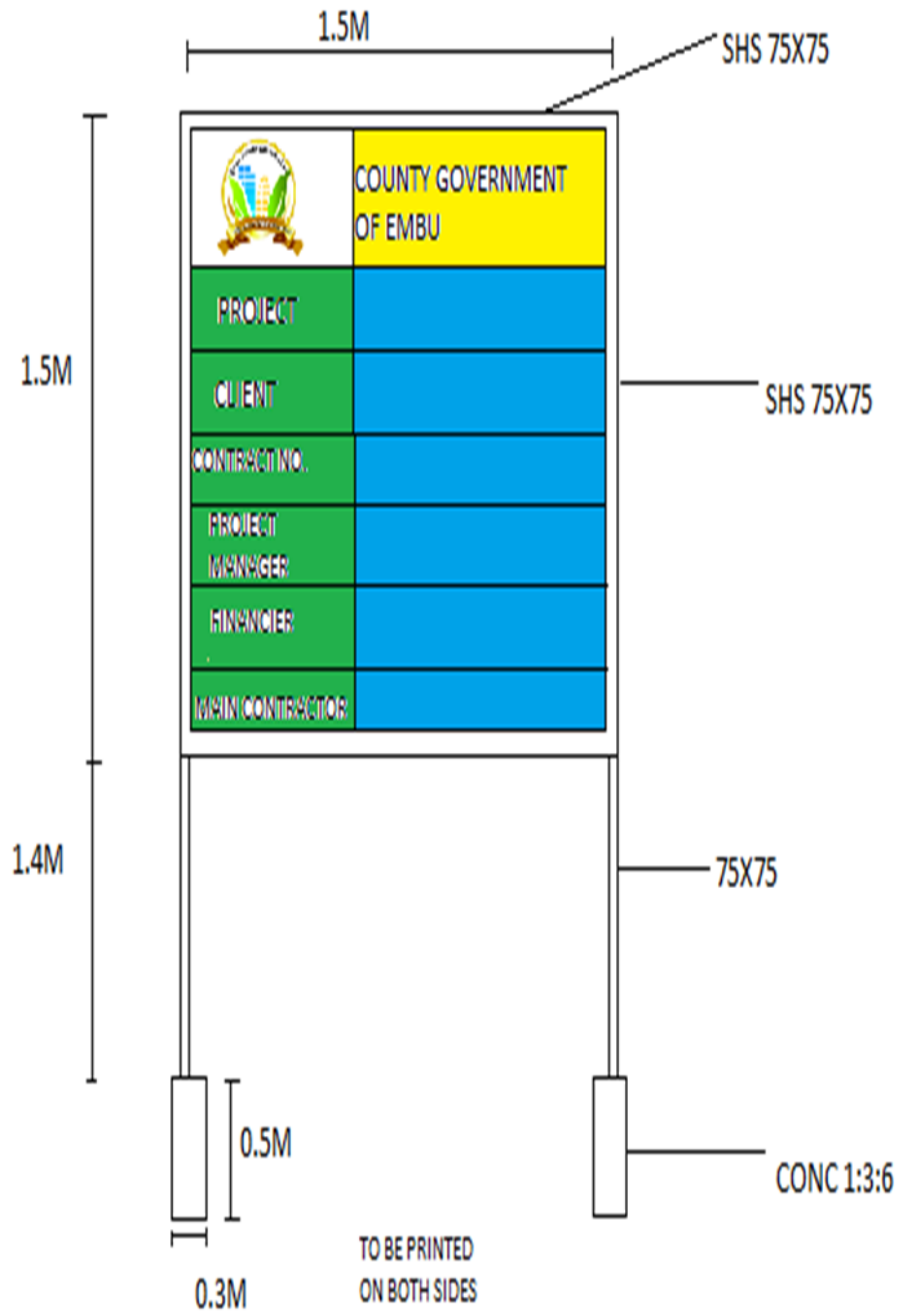 1.5M
SHS 75X75
COUNTY GOVERNMENT
OF EMBU
PROJECT
1.5M
CLIENT
SHS 75X75
CONTRACT NO..
PROJECT
MANAGER
FINANCIER
.
MAIN CONTRACTOR
1.4M
75X75
0.5M
CONC 1:3:6
TO BE PRINTED
ON BOTH SIDES
0.3M